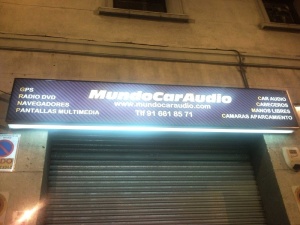 GPS
RADIO DVD
NAVEGADORES
PANTALLAS MULTIMEDIA
MundoCarAudio
www.mundocaraudio.com
Tlf 91 661 85 71
CAR AUDIO
CABECEROS
MANOS LIBRES
CAMARAS APARCAMIENTO